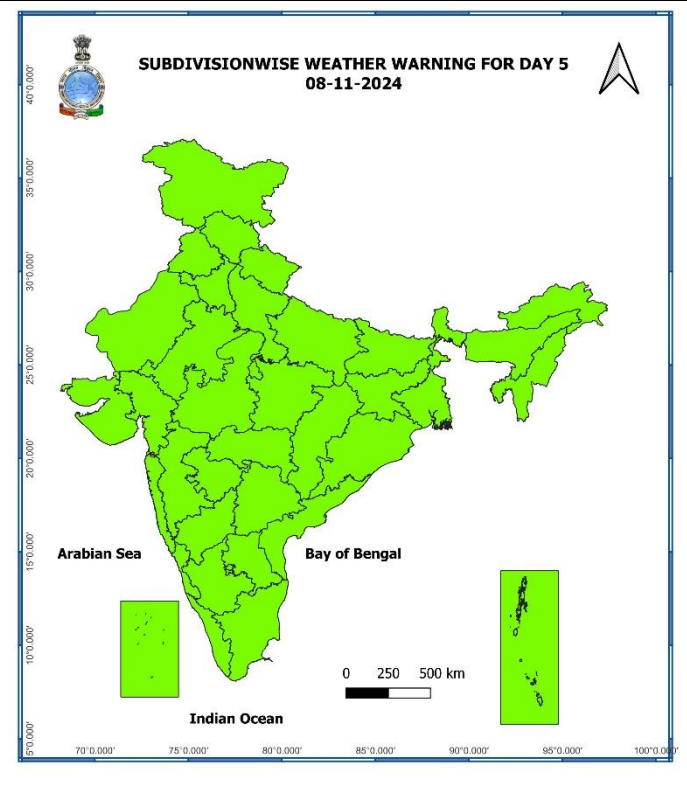 SUBDIVISIONWISE WEATHER WARNING FOR DAY 5
08-11-2024
40°0.000'
35°0.000'
30°0.000'
25°0.000'
20°0.000'
15°0.000'
10°0.000'
5°0.000'
Arabian Sea
Bay of Bengal
0 250 500 km
Indian Ocean
70°0.000' 75°0.000' 80°0.000' 85°0.000' 90°0.000' 95°0.000' 100°0.000'